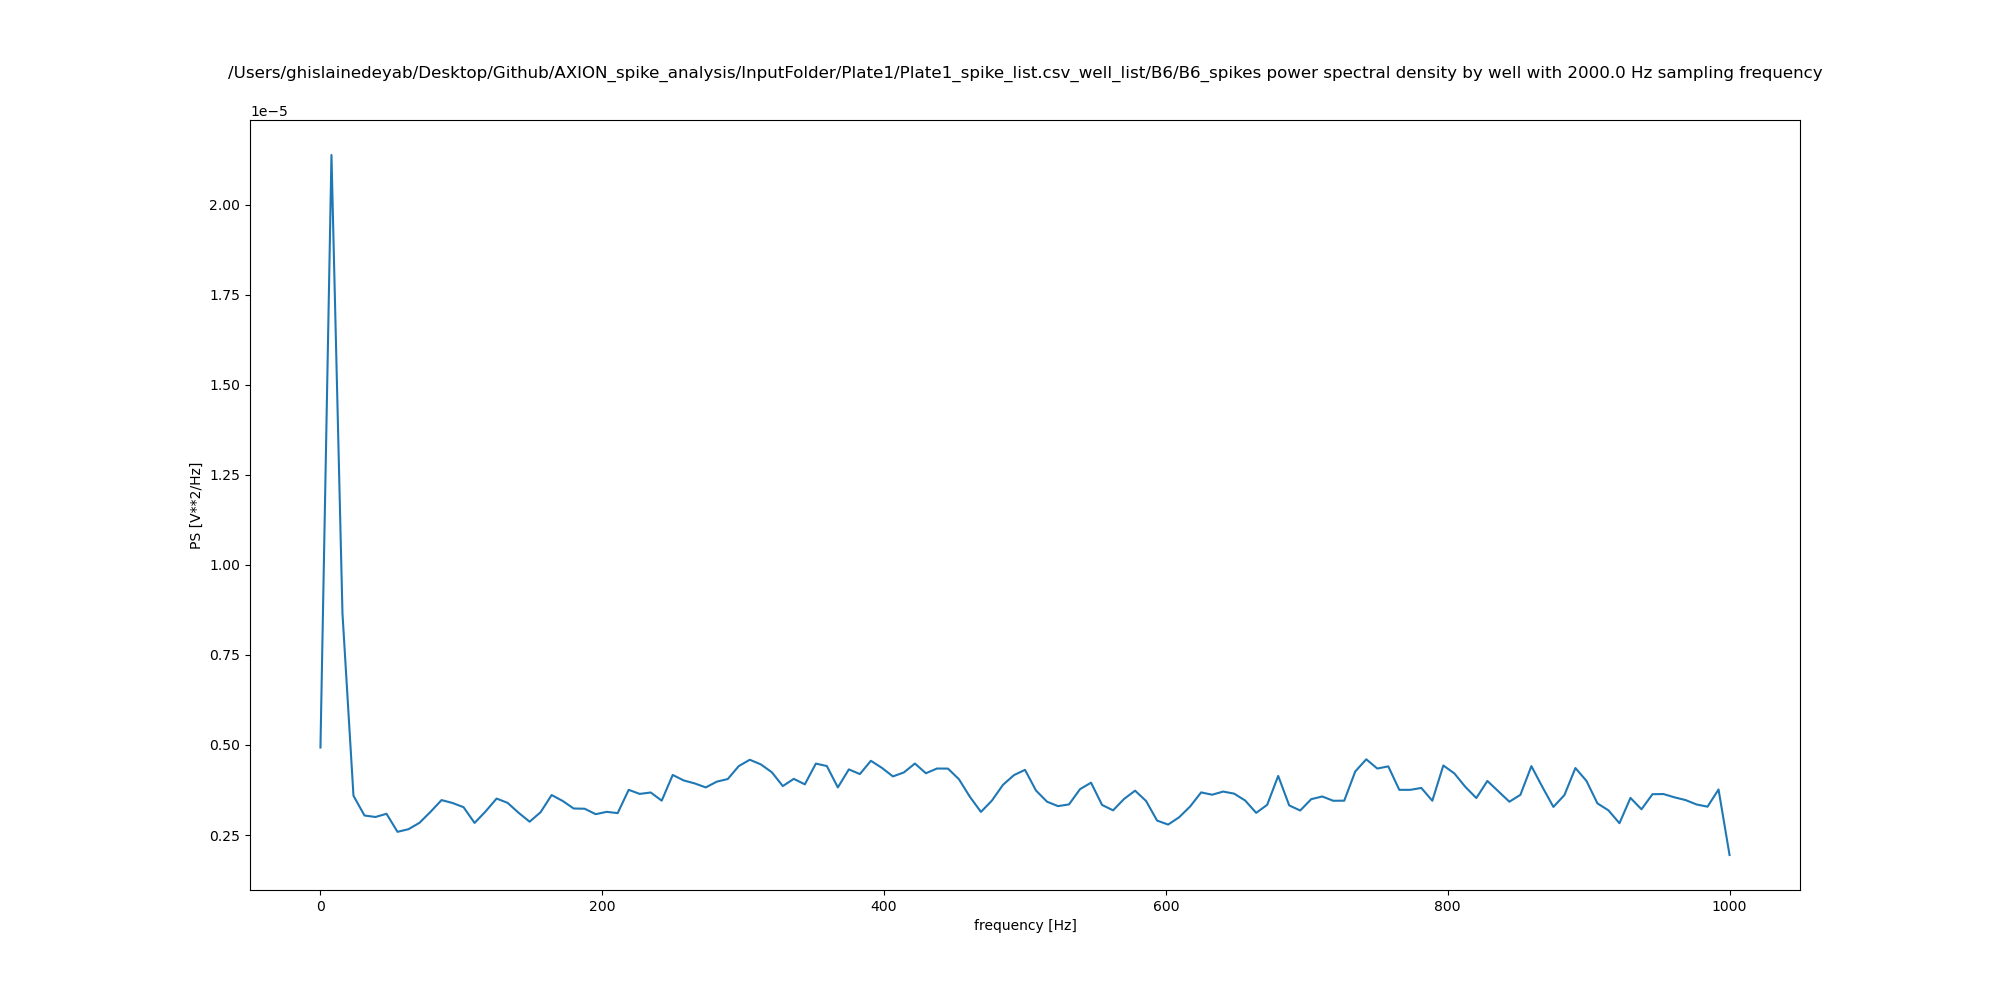 /Users/ghislainedeyab/Desktop/Github/AXION_spike_analysis/InputFolder/Plate1/Plate1_spike_list.csv_well_list/B6/B6_spikes power spectral density by well with 2000.0 Hz sampling frequency
1e−5
2.00
1.75
1.50
1.25
1.00
0.75
0.50
0.25
PS [V**2/Hz]
0 200 400 600 800 1000
frequency [Hz]